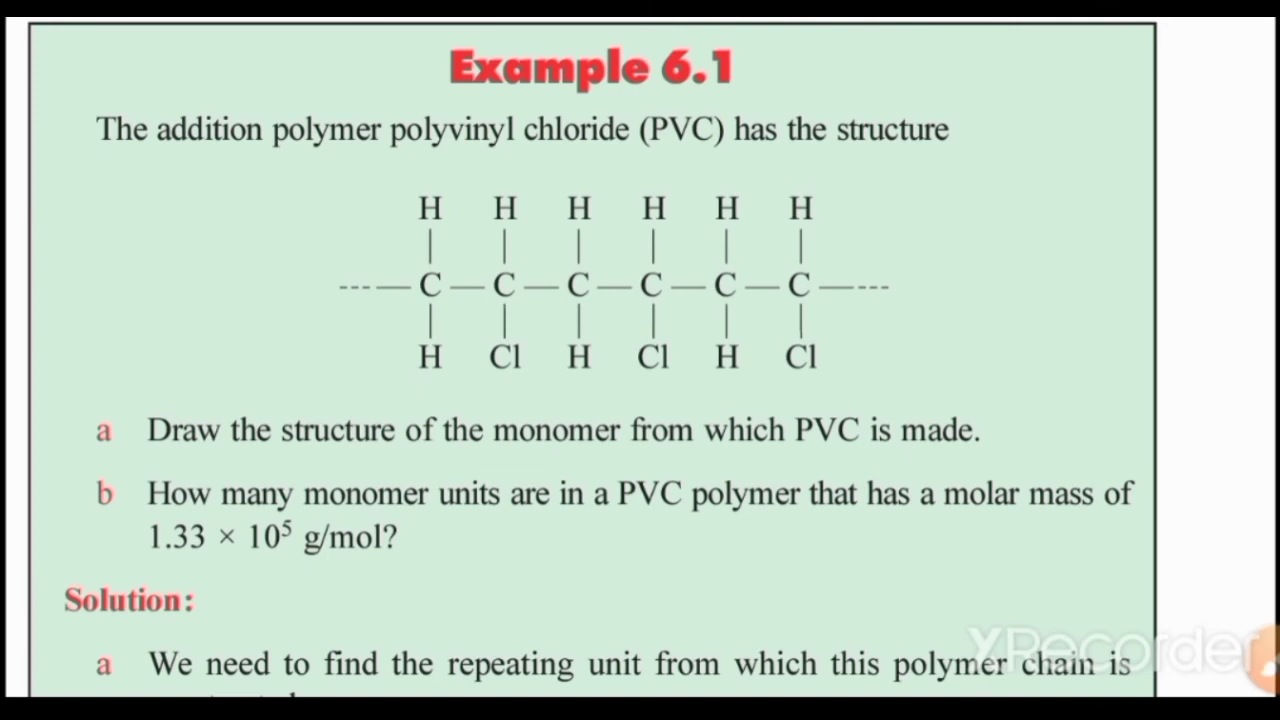 Example 6.1
The addition polymer polyvinyl chloride (PVC) has the structure
H H H H H H
| | | | | |
---—C—C—C—C—C—C—---
| | | | | |
H Cl H Cl H Cl
a Draw the structure of the monomer from which PVC is made.
b How many monomer units are in a PVC polymer that has a molar mass of
1.33 × 10⁵ g/mol?
Solution:
a We need to find the repeating unit from which this polymer chain is
XRecorder